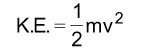 K.E. = 1/2 mv²